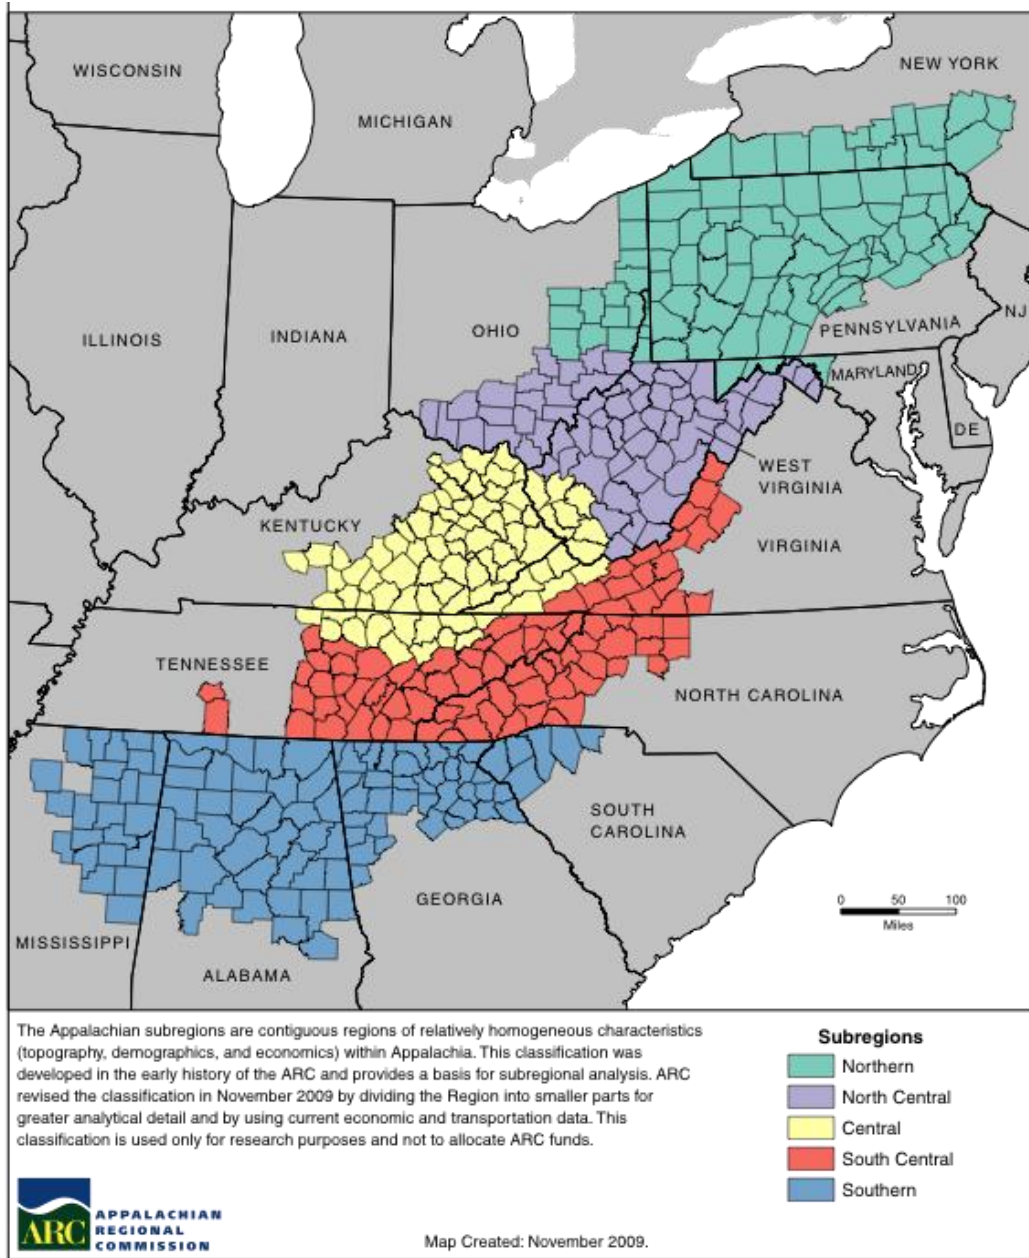 WISCONSIN
MICHIGAN
NEW YORK
ILLINOIS
INDIANA
OHIO
PENNSYLVANIA
NJ
MARYLAND
DE
WEST
VIRGINIA
KENTUCKY
VIRGINIA
TENNESSEE
NORTH CAROLINA
SOUTH
CAROLINA
GEORGIA
MISSISSIPPI
ALABAMA
0 50 100
Miles
The Appalachian subregions are contiguous regions of relatively homogeneous characteristics
(topography, demographics, and economics) within Appalachia. This classification was
developed in the early history of the ARC and provides a basis for subregional analysis. ARC
revised the classification in November 2009 by dividing the Region into smaller parts for
greater analytical detail and by using current economic and transportation data. This
classification is used only for research purposes and not to allocate ARC funds.
Subregions
Northern
North Central
Central
South Central
Southern
ARC
APPALACHIAN
REGIONAL
COMMISSION
Map Created: November 2009.